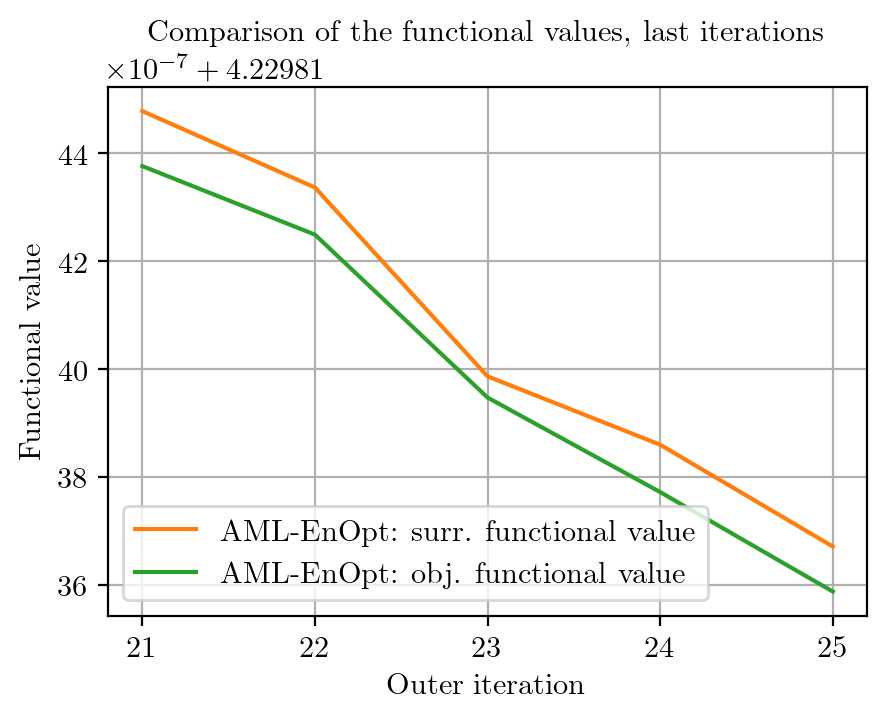 Comparison of the functional values, last iterations
×10⁻⁷ + 4.22981
Functional value
44
42
40
38
36
AML-EnOpt: surr. functional value
AML-EnOpt: obj. functional value
21 22 23 24 25
Outer iteration